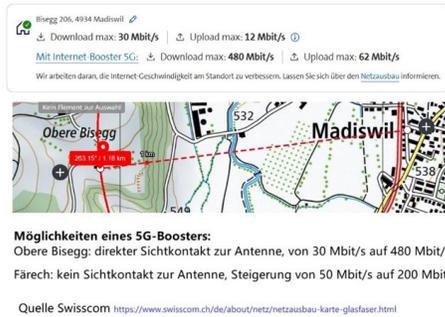 Bisegg 206, 4934 Madiswil
Download max: 30 Mbit/s Upload max: 12 Mbit/s
Mit Internet-Booster 5G: Download max: 480 Mbit/s Upload max: 62 Mbit/s
Wir arbeiten daran, die Internet-Geschwindigkeit am Standort zu verbessern. Lassen Sie sich über den Netzausbau informieren.
Kein Element zur Auswahl
532
Obere Bisegg
Madiswil
263.15° / 1.18 km
1 km
538
549
Möglichkeiten eines 5G-Boosters:
Obere Bisegg: direkter Sichtkontakt zur Antenne, von 30 Mbit/s auf 480 Mbit/
Färech: kein Sichtkontakt zur Antenne, Steigerung von 50 Mbit/s auf 200 Mbit
Quelle Swisscom https://www.swisscom.ch/de/about/netz/netzausbau-karte-glasfaser.html